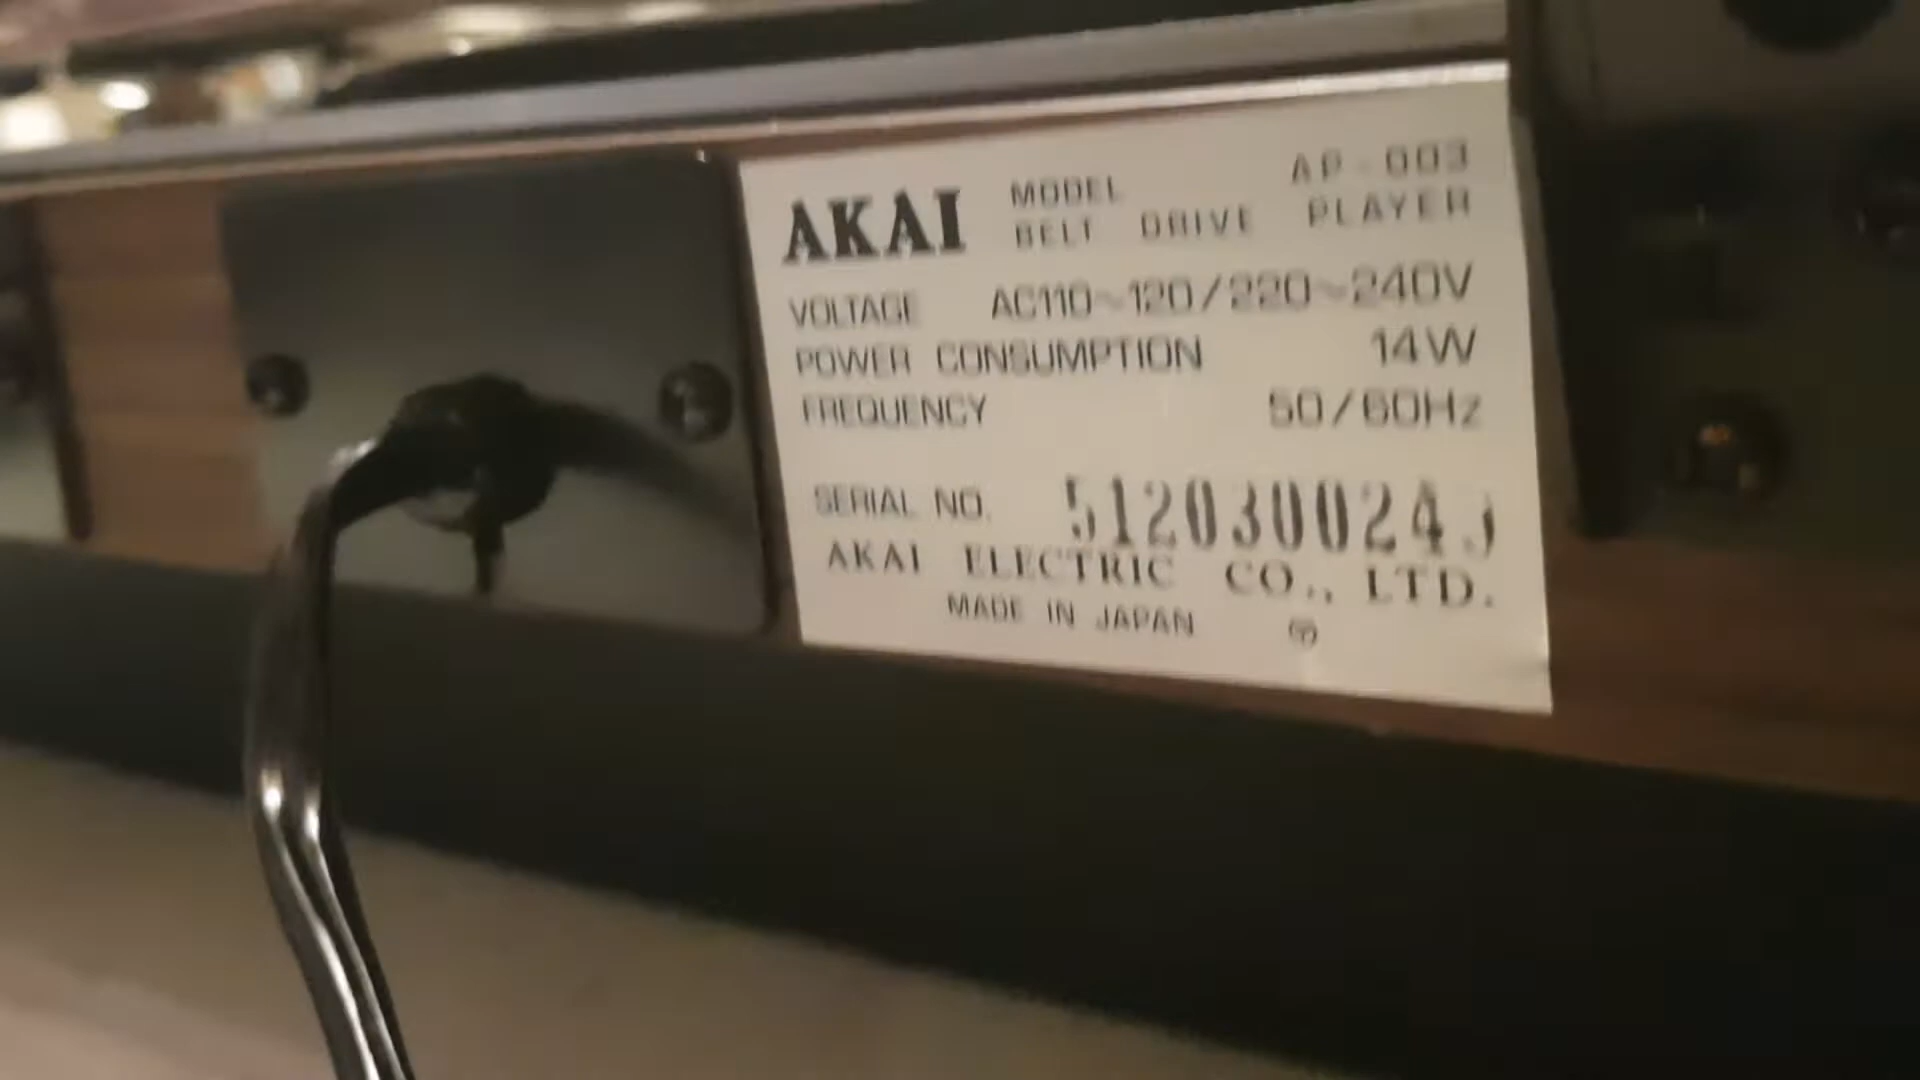 AKAI MODEL AP-003
BELT DRIVE PLAYER
VOLTAGE AC110~120/220~240V
POWER CONSUMPTION 14W
FREQUENCY 50/60Hz
SERIAL NO.
AKAI ELECTRIC CO., LTD.
MADE IN JAPAN